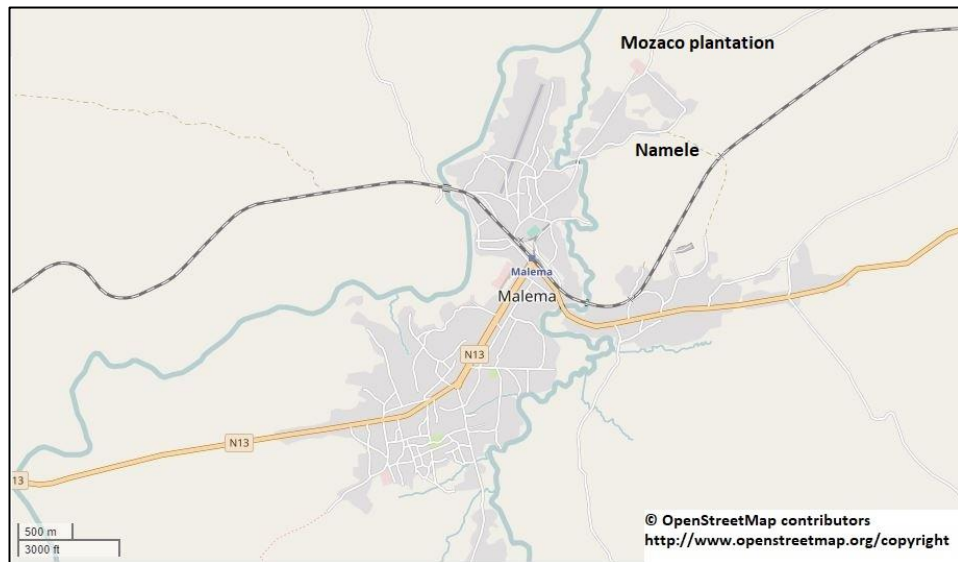 Mozaco plantation
Namele
Malema
Malema
N13
N13
13
500 m
3000 ft
© OpenStreetMap contributors
http://www.openstreetmap.org/copyright